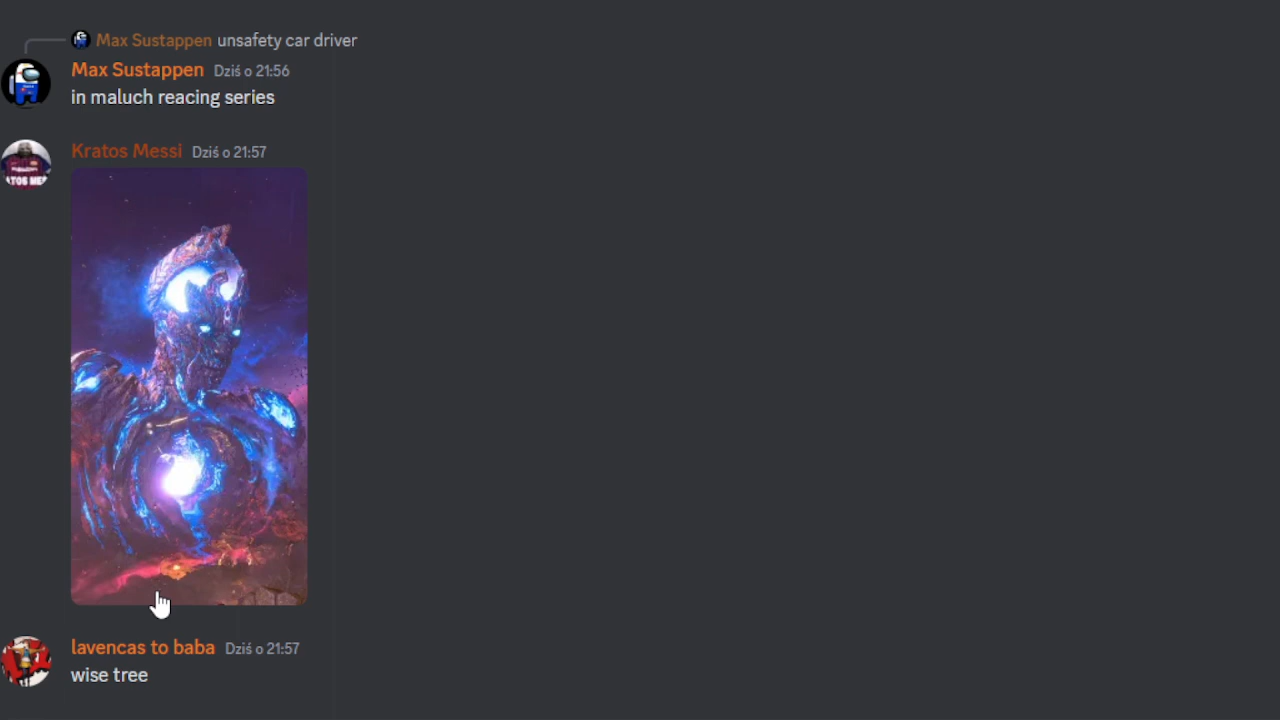 Max Sustappen unsafety car driver
Max Sustappen Dziś o 21:56
in maluch reacing series
Kratos Messi Dziś o 21:57
lavencas to baba Dziś o 21:57
wise tree